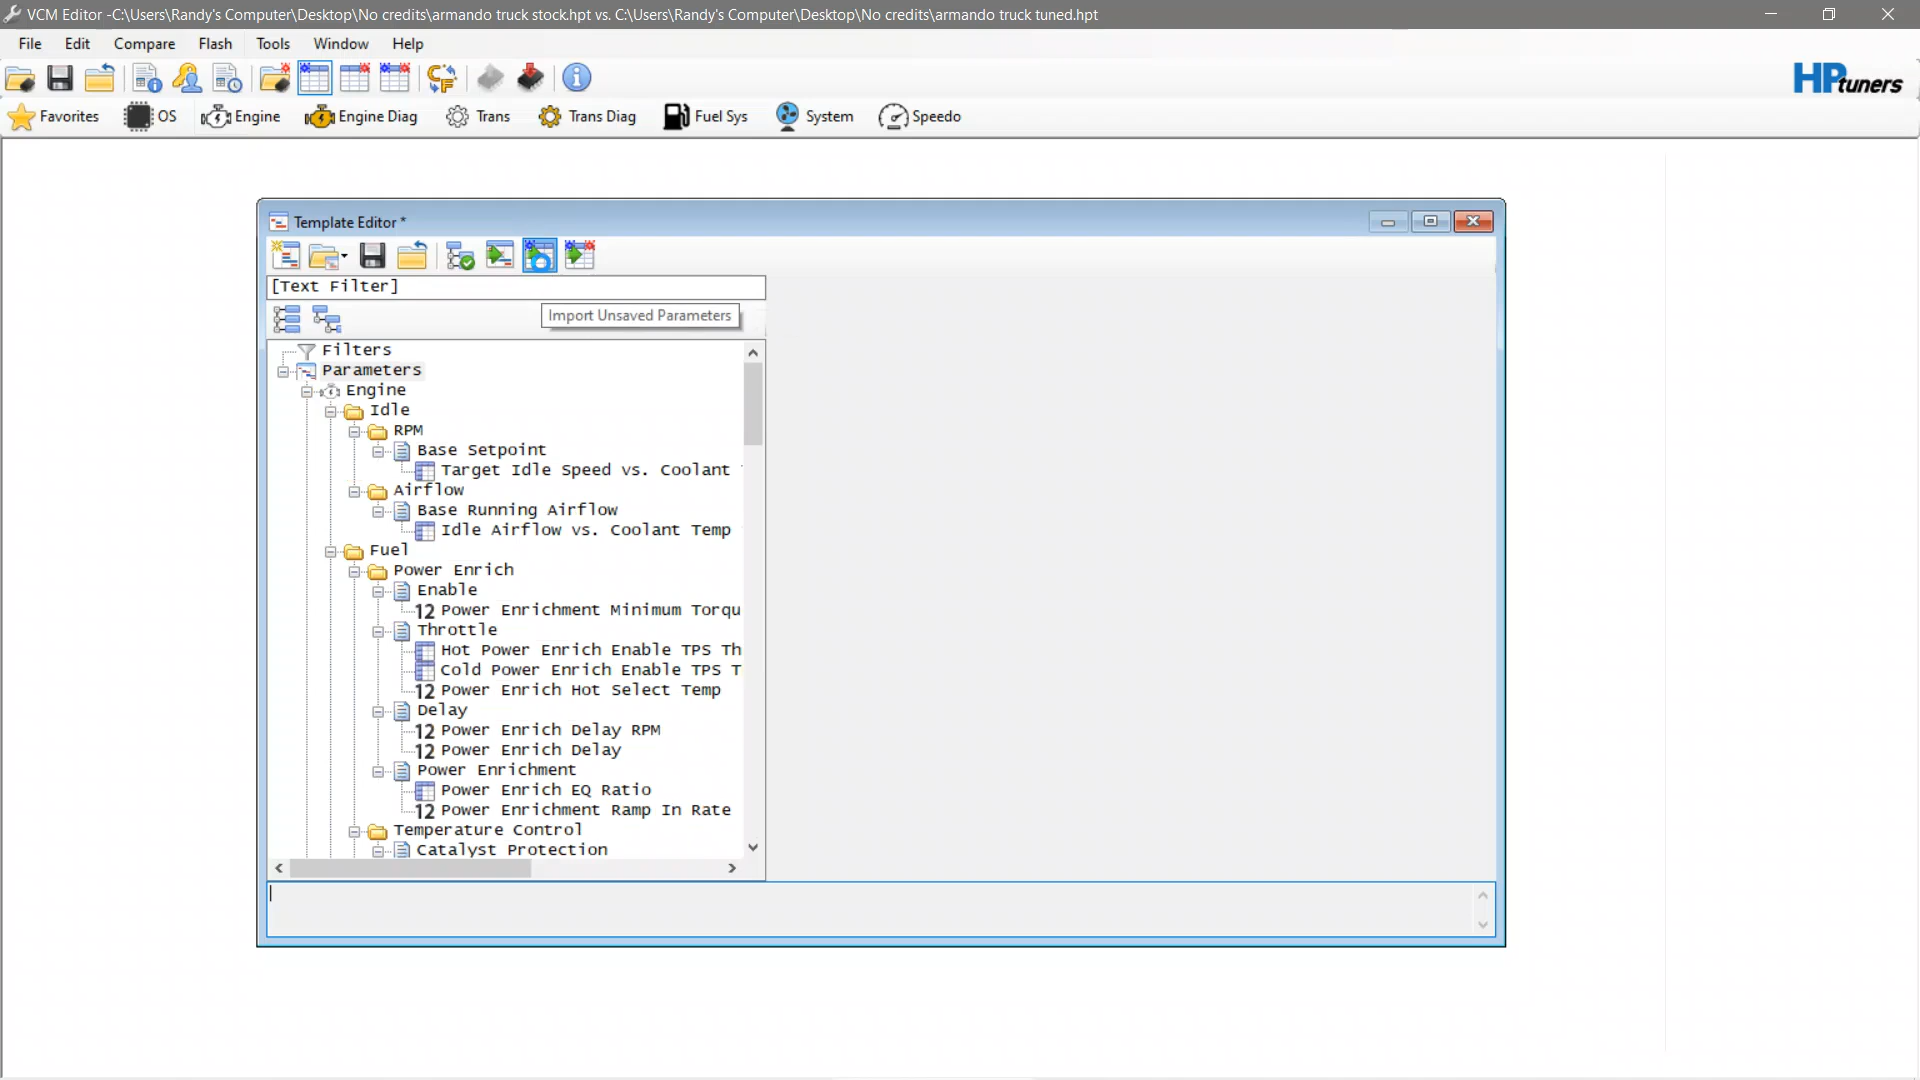 VCM Editor -C:\Users\Randy's Computer\Desktop\No credits\armando truck stock.hpt vs. C:\Users\Randy's Computer\Desktop\No credits\armando truck tuned.hpt
File Edit Compare Flash Tools Window Help
HPtuners
Favorites OS Engine Engine Diag Trans Trans Diag Fuel Sys System Speedo
Template Editor *
[Text Filter]
Import Unsaved Parameters
Filters
Parameters
Engine
Idle
RPM
Base Setpoint
Target Idle Speed vs. Coolant
Airflow
Base Running Airflow
Idle Airflow vs. Coolant Temp
Fuel
Power Enrich
Enable
12 Power Enrichment Minimum Torqu
Throttle
Hot Power Enrich Enable TPS Th
Cold Power Enrich Enable TPS T
12 Power Enrich Hot Select Temp
Delay
12 Power Enrich Delay RPM
12 Power Enrich Delay
Power Enrichment
Power Enrich EQ Ratio
12 Power Enrichment Ramp In Rate
Temperature Control
Catalyst Protection